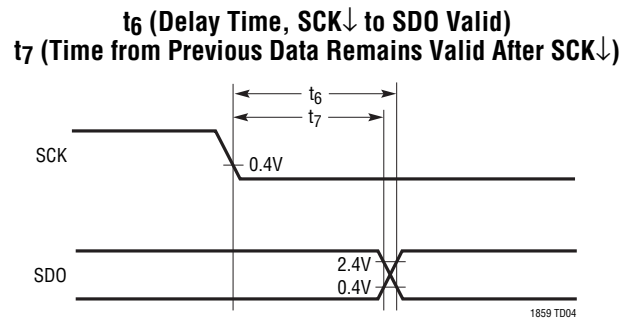 t6 (Delay Time, SCK↓ to SDO Valid)
t7 (Time from Previous Data Remains Valid After SCK↓)
t6
t7
SCK
0.4V
2.4V
SDO
0.4V
1859 TD04